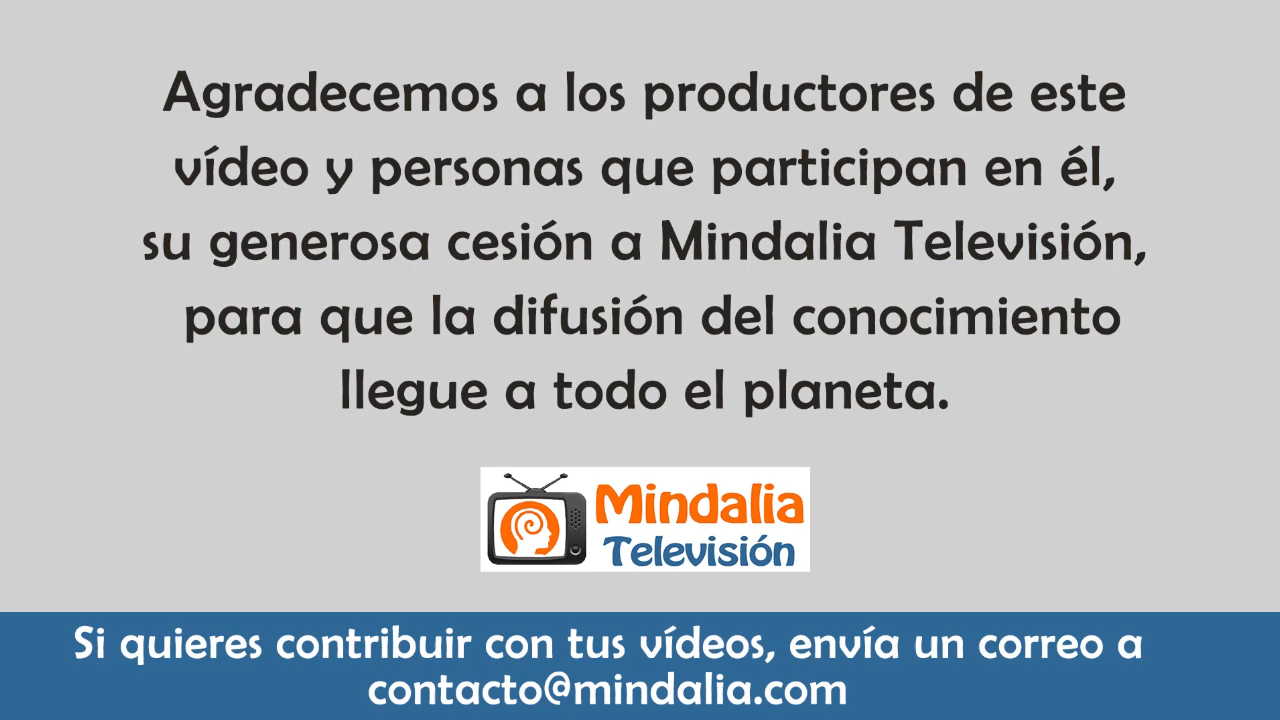 Agradecemos a los productores de este
vídeo y personas que participan en él,
su generosa cesión a Mindalia Televisión,
para que la difusión del conocimiento
llegue a todo el planeta.
Mindalia
Televisión
Si quieres contribuir con tus vídeos, envía un correo a
contacto@mindalia.com